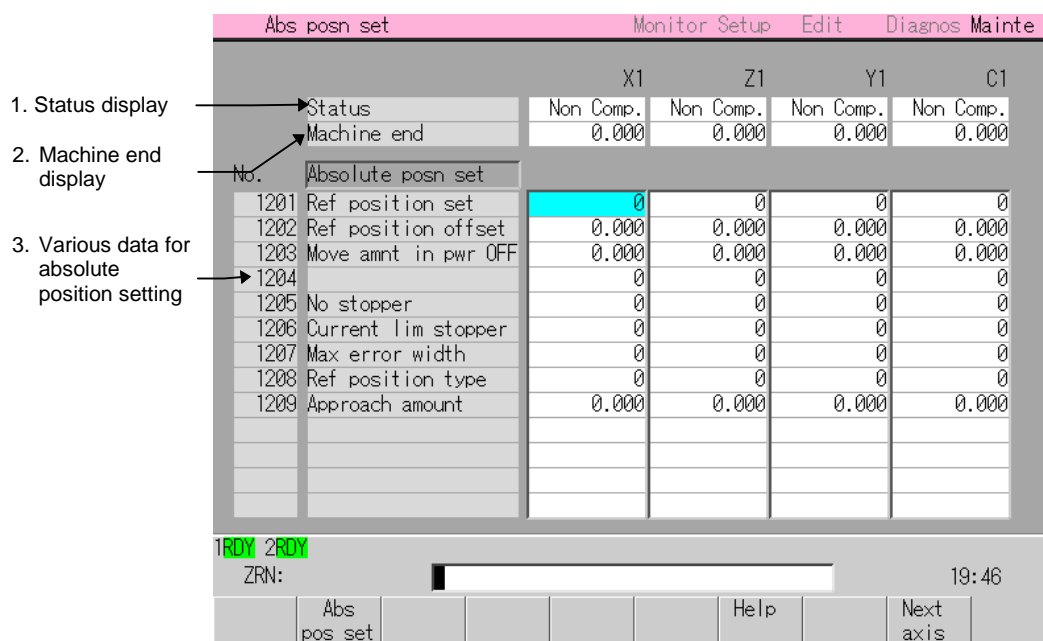 Abs posn set Monitor Setup Edit Diagnos Mainte
X1 Z1 Y1 C1
1. Status display
Status Non Comp. Non Comp. Non Comp. Non Comp.
Machine end 0.000 0.000 0.000 0.000
2. Machine end
display
No. Absolute posn set
1201 Ref position set 0 0 0 0
1202 Ref position offset 0.000 0.000 0.000 0.000
1203 Move amnt in pwr OFF 0.000 0.000 0.000 0.000
3. Various data for
absolute
position setting
1204 0 0 0 0
1205 No stopper 0 0 0 0
1206 Current lim stopper 0 0 0 0
1207 Max error width 0 0 0 0
1208 Ref position type 0 0 0 0
1209 Approach amount 0.000 0.000 0.000 0.000
1RDY 2RDY
ZRN: 19:46
Abs
pos set
Help
Next
axis